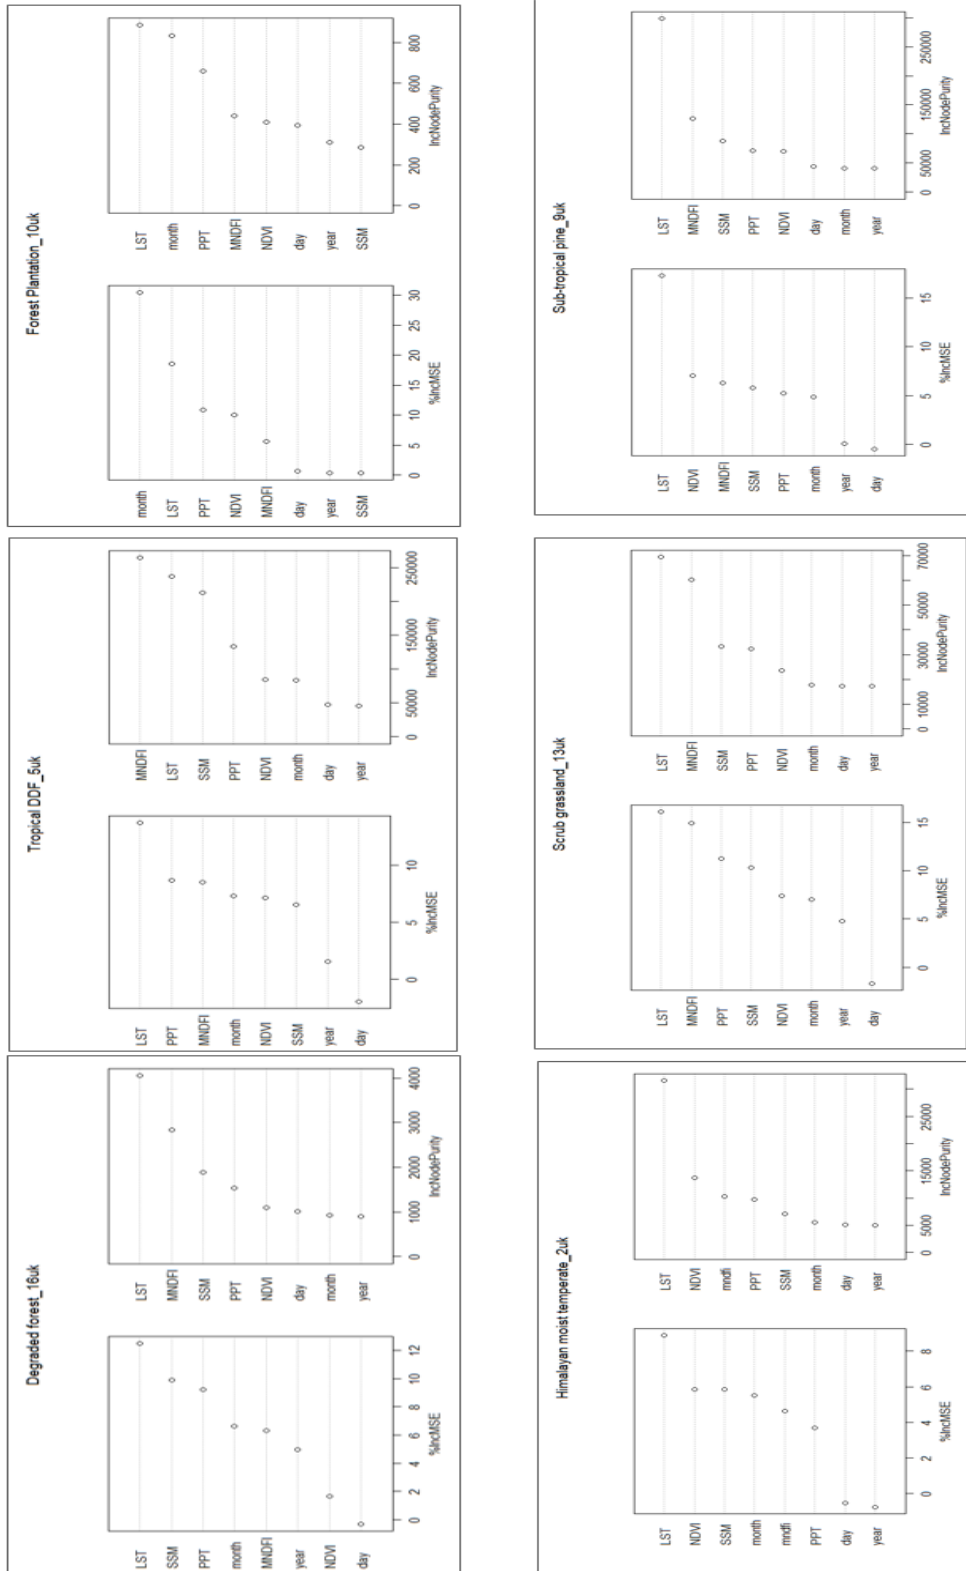 Degraded forest_16uk
LST
SSM
PPT
month
MNDFI
year
NDVI
day
0 2 4 6 8 10 12
%IncMSE
LST
MNDFI
SSM
PPT
NDVI
day
month
year
0 1000 2000 3000 4000
IncNodePurity
Tropical DDF_5uk
LST
PPT
MNDFI
month
NDVI
SSM
year
day
0 5 10
%IncMSE
MNDFI
LST
SSM
PPT
NDVI
month
day
year
0 50000 150000 250000
IncNodePurity
Forest Plantation_10uk
month
LST
PPT
NDVI
MNDFI
day
year
SSM
0 5 10 15 20 25 30
%IncMSE
LST
month
PPT
MNDFI
NDVI
day
year
SSM
0 200 400 600 800
IncNodePurity
Himalayan moist temperate_2uk
LST
NDVI
SSM
month
mndfi
PPT
day
year
0 2 4 6 8
%IncMSE
LST
NDVI
mndfi
PPT
SSM
month
day
year
0 5000 15000 25000
IncNodePurity
Scrub grassland_13uk
LST
MNDFI
PPT
SSM
NDVI
month
year
day
0 5 10 15
%IncMSE
LST
MNDFI
SSM
PPT
NDVI
month
day
year
0 10000 30000 50000 70000
IncNodePurity
Sub-tropical pine_9uk
LST
NDVI
MNDFI
SSM
PPT
month
year
day
0 5 10 15
%IncMSE
LST
MNDFI
SSM
PPT
NDVI
day
month
year
0 50000 150000 250000
IncNodePurity